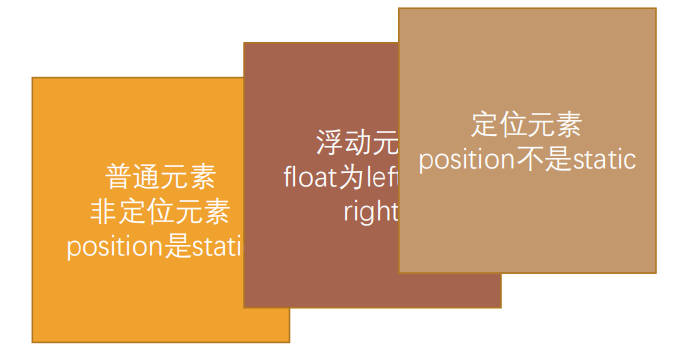 普通元素
非定位元素
position是stati
浮动元
float为left
right
定位元素
position不是static